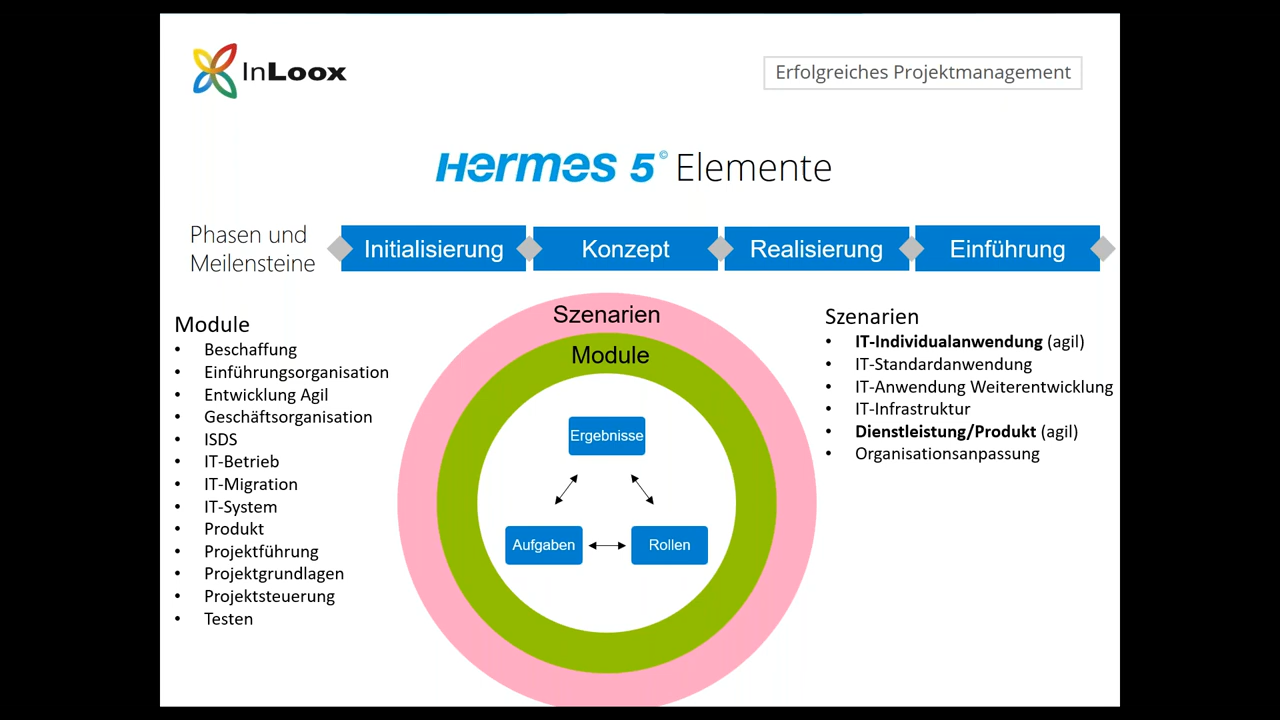 InLoox
Erfolgreiches Projektmanagement
Hermes 5© Elemente
Phasen und
Meilensteine
Initialisierung
Konzept
Realisierung
Einführung
Module
• Beschaffung
• Einführungsorganisation
• Entwicklung Agil
• Geschäftsorganisation
• ISDS
• IT-Betrieb
• IT-Migration
• IT-System
• Produkt
• Projektführung
• Projektgrundlagen
• Projektsteuerung
• Testen
Szenarien
Module
Ergebnisse
Aufgaben
Rollen
Szenarien
• IT-Individualanwendung (agil)
• IT-Standardanwendung
• IT-Anwendung Weiterentwicklung
• IT-Infrastruktur
• Dienstleistung/Produkt (agil)
• Organisationsanpassung